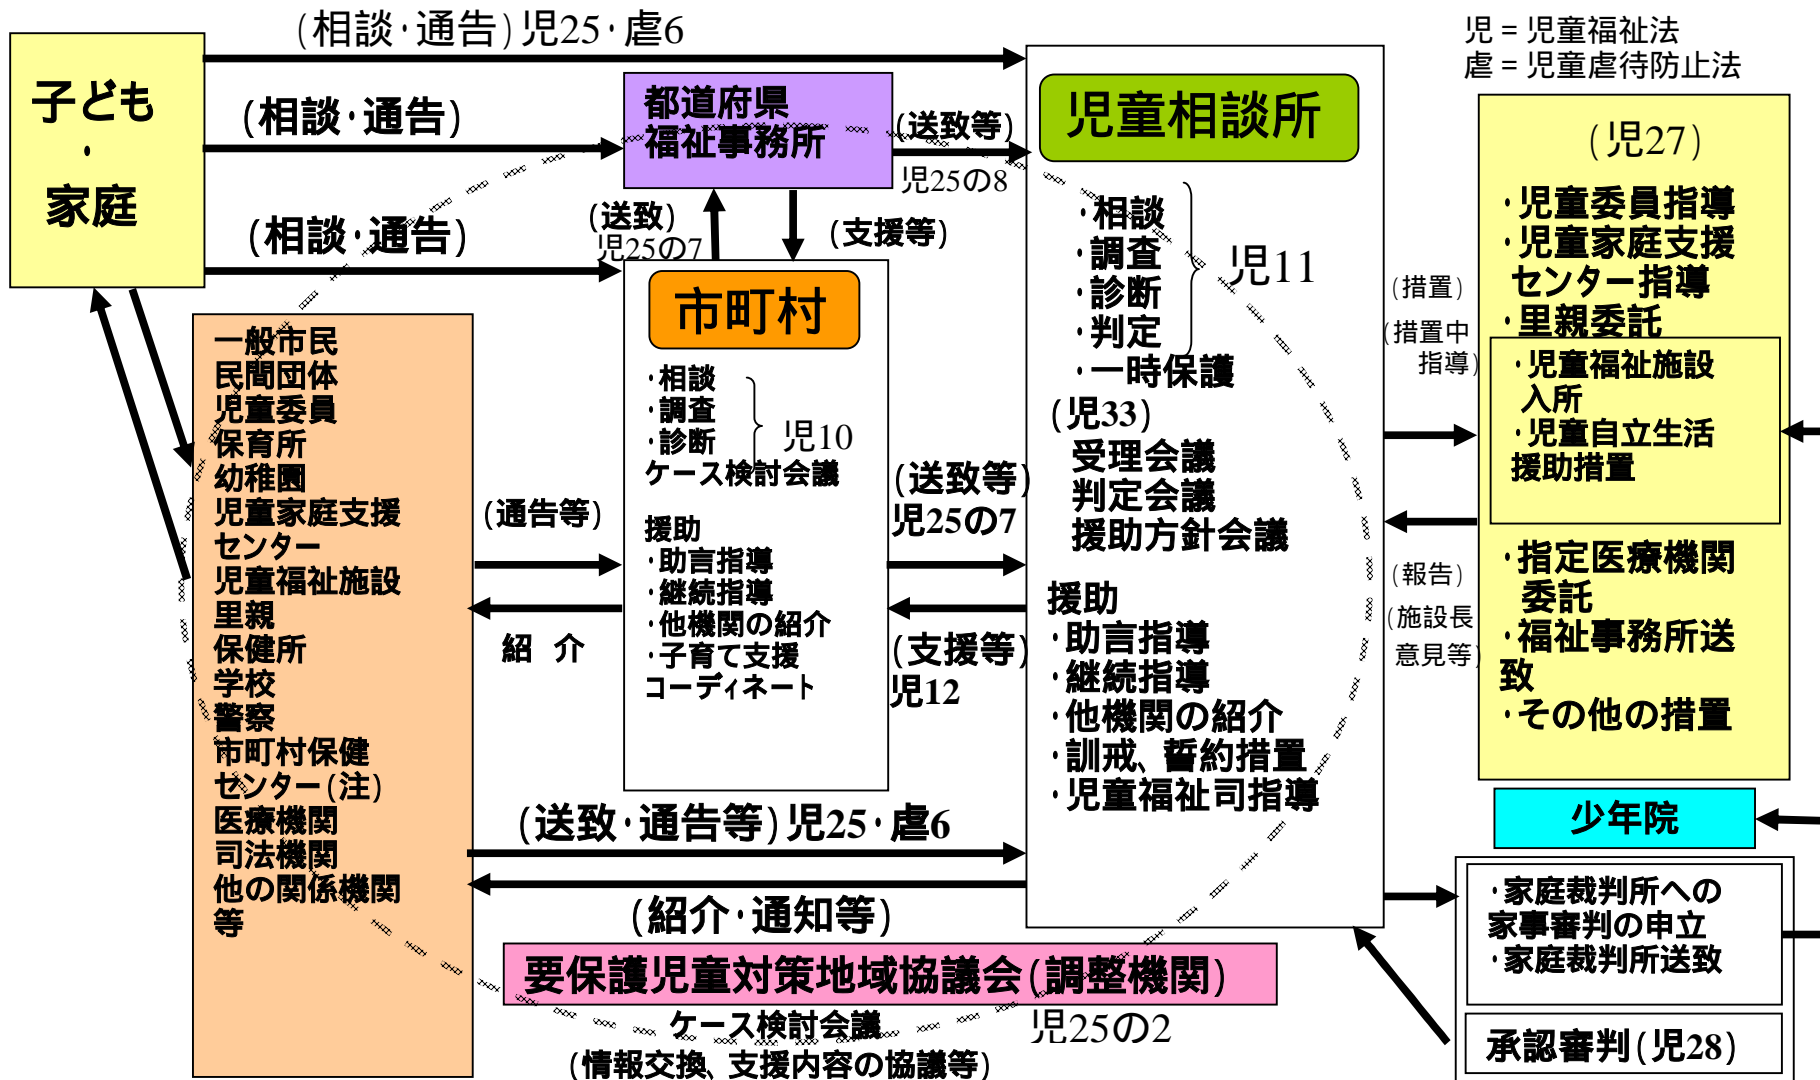 (相談・通告)児25・虐6
児 = 児童福祉法
虐 = 児童虐待防止法
子ども
・
家庭
(相談・通告)
都道府県
福祉事務所
(送致等)
児25の8
児童相談所
(相談・通告)
(送致)
児25の7
(支援等)
・相談
・調査
・診断
・判定
児11
・一時保護
(児33)
受理会議
判定会議
援助方針会議
援助
・助言指導
・継続指導
・他機関の紹介
・訓戒、誓約措置
・児童福祉司指導
市町村
・相談
・調査
・診断
児10
ケース検討会議
援助
・助言指導
・継続指導
・他機関の紹介
・子育て支援
コーディネート
一般市民
民間団体
児童委員
保育所
幼稚園
児童家庭支援
センター
児童福祉施設
里親
保健所
学校
警察
市町村保健
センター(注)
医療機関
司法機関
他の関係機関
等
(通告等)
紹 介
(送致等)
児25の7
(支援等)
児12
(送致・通告等)児25・虐6
(紹介・通知等)
要保護児童対策地域協議会(調整機関)
ケース検討会議
児25の2
(情報交換、支援内容の協議等)
(措置)
(措置中
指導)
(報告)
(施設長
意見等)
(児27)
・児童委員指導
・児童家庭支援
センター指導
・里親委託
・児童福祉施設
入所
・児童自立生活
援助措置
・指定医療機関
委託
・福祉事務所送
致
・その他の措置
少年院
・家庭裁判所への
家事審判の申立
・家庭裁判所送致
承認審判(児28)